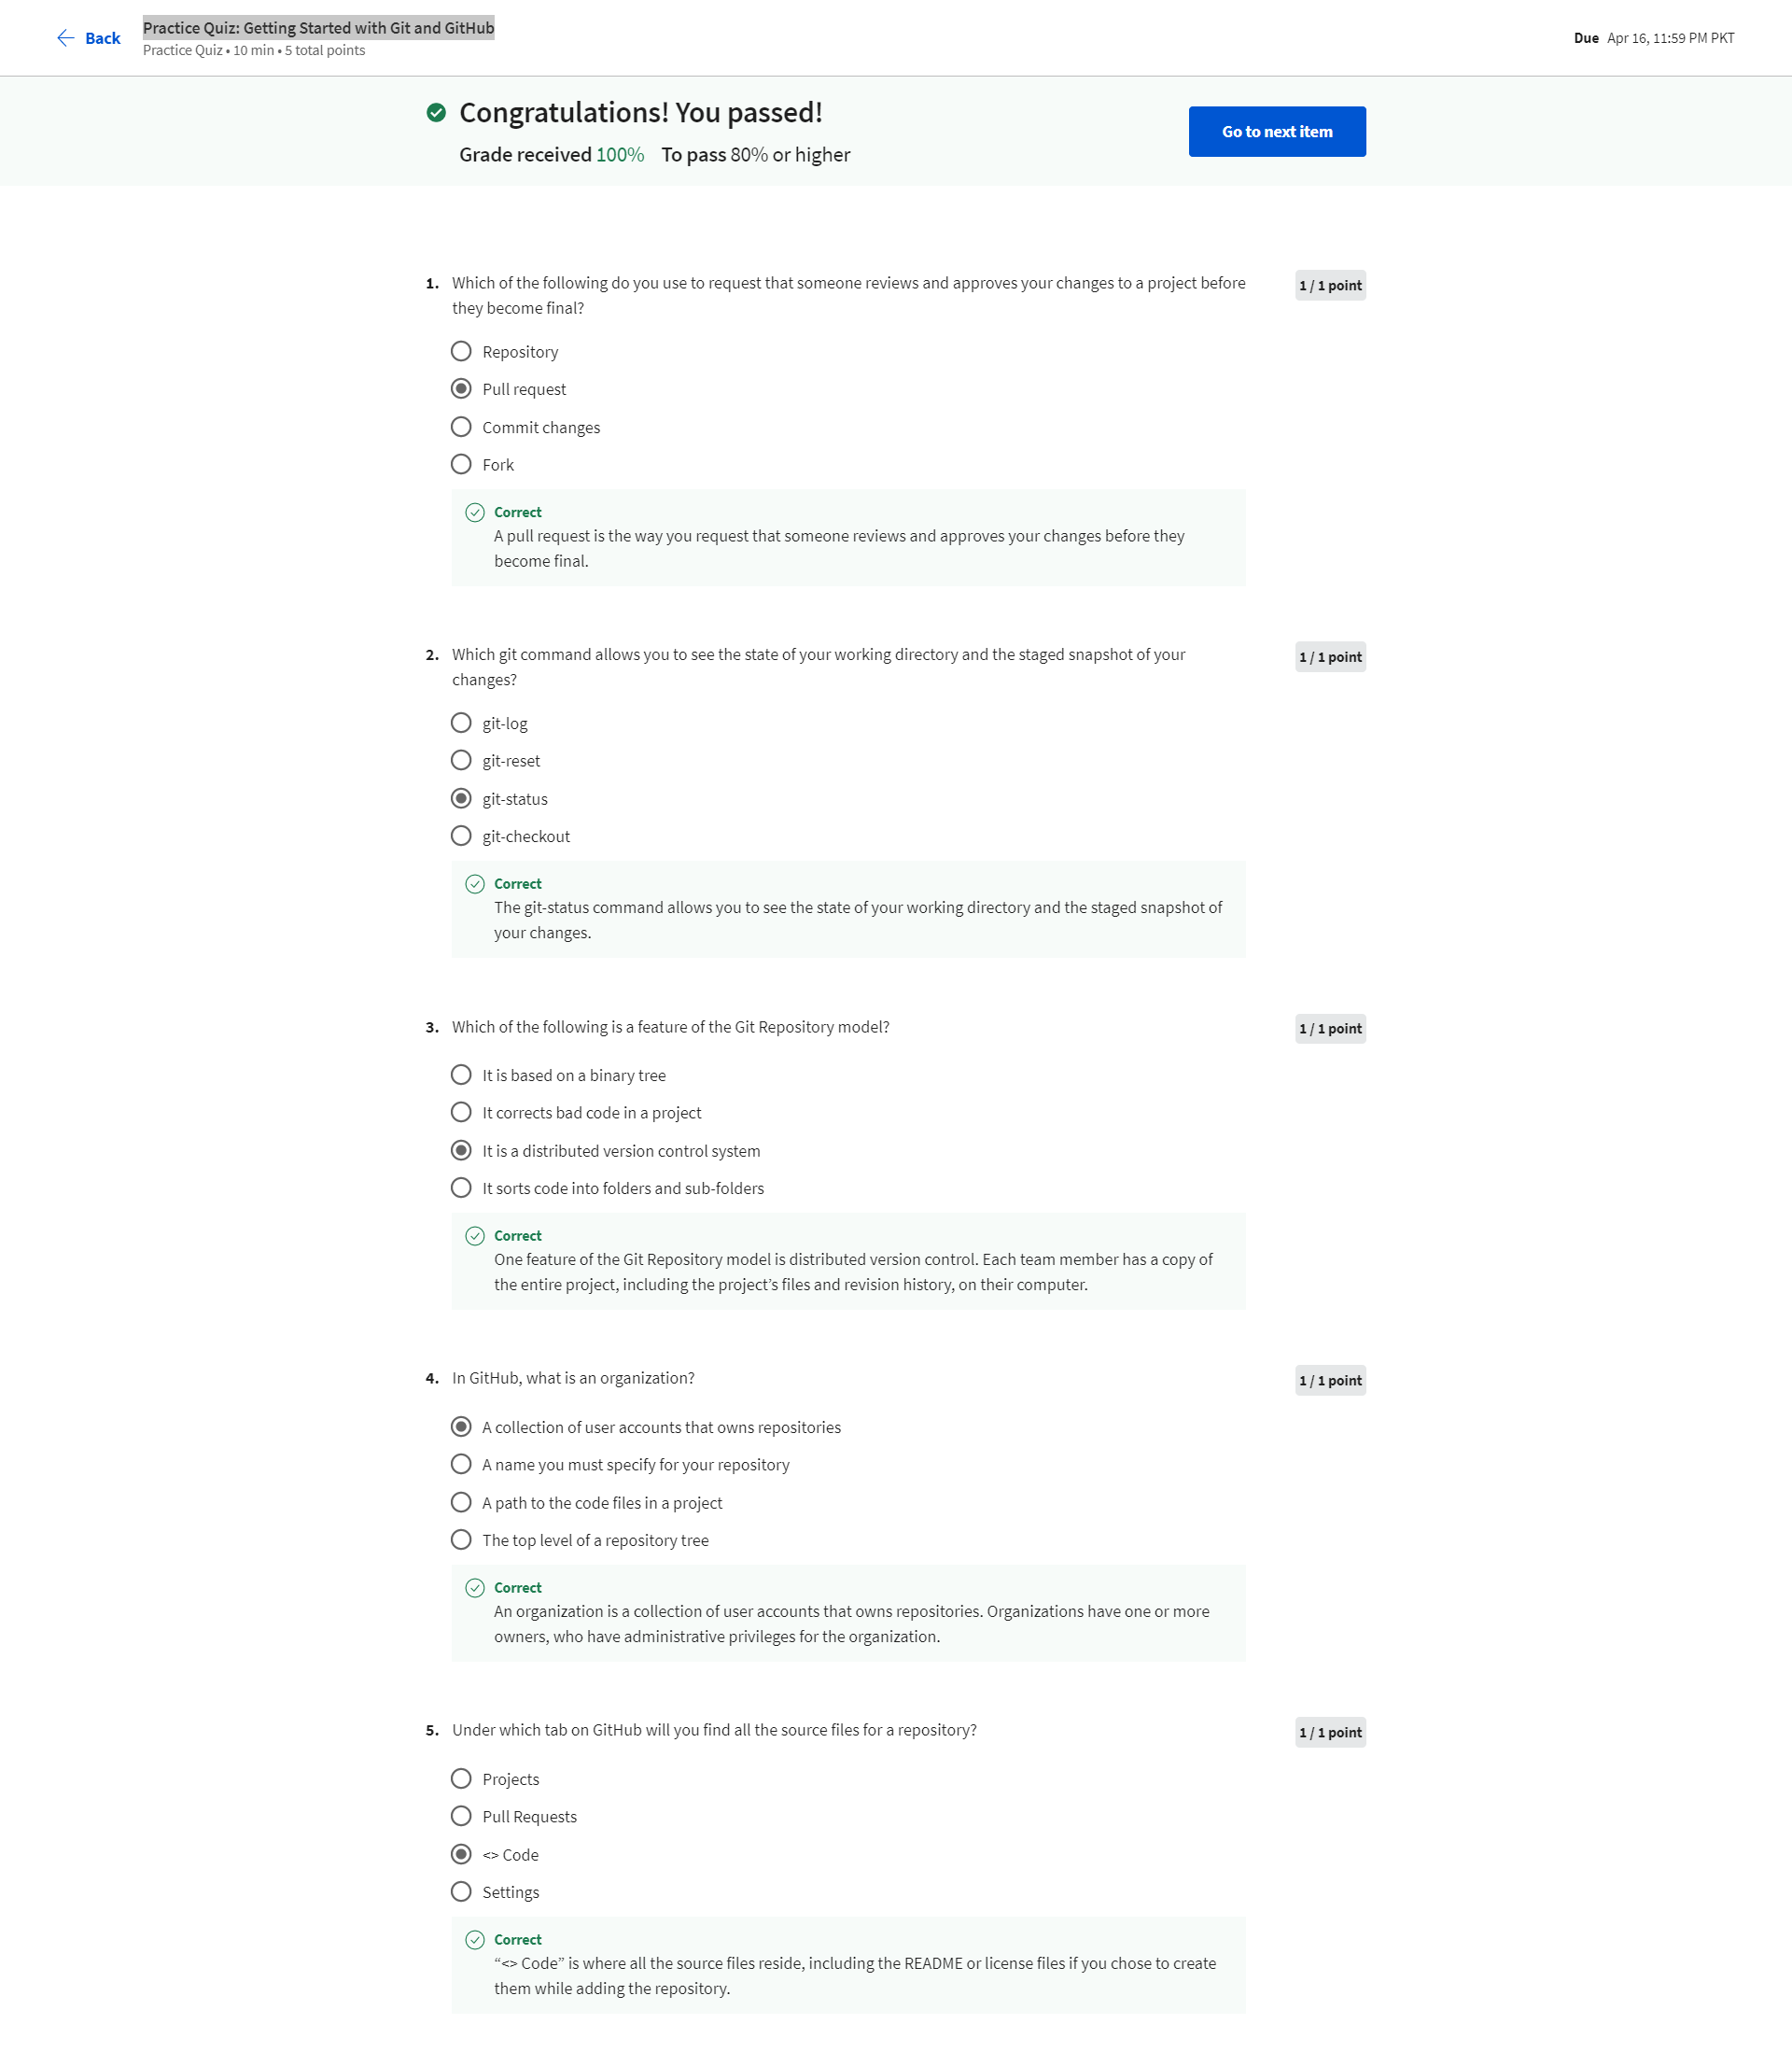 Back
Practice Quiz: Getting Started with Git and GitHub
Practice Quiz • 10 min • 5 total points
Due Apr 16, 11:59 PM PKT
Congratulations! You passed!
Grade received 100% To pass 80% or higher
Go to next item
1. Which of the following do you use to request that someone reviews and approves your changes to a project before
they become final?
1 / 1 point
Repository
Pull request
Commit changes
Fork
Correct
A pull request is the way you request that someone reviews and approves your changes before they
become final.
2. Which git command allows you to see the state of your working directory and the staged snapshot of your
changes?
1 / 1 point
git-log
git-reset
git-status
git-checkout
Correct
The git-status command allows you to see the state of your working directory and the staged snapshot of
your changes.
3. Which of the following is a feature of the Git Repository model?
1 / 1 point
It is based on a binary tree
It corrects bad code in a project
It is a distributed version control system
It sorts code into folders and sub-folders
Correct
One feature of the Git Repository model is distributed version control. Each team member has a copy of
the entire project, including the project’s files and revision history, on their computer.
4. In GitHub, what is an organization?
1 / 1 point
A collection of user accounts that owns repositories
A name you must specify for your repository
A path to the code files in a project
The top level of a repository tree
Correct
An organization is a collection of user accounts that owns repositories. Organizations have one or more
owners, who have administrative privileges for the organization.
5. Under which tab on GitHub will you find all the source files for a repository?
1 / 1 point
Projects
Pull Requests
<> Code
Settings
Correct
“<> Code” is where all the source files reside, including the README or license files if you chose to create
them while adding the repository.